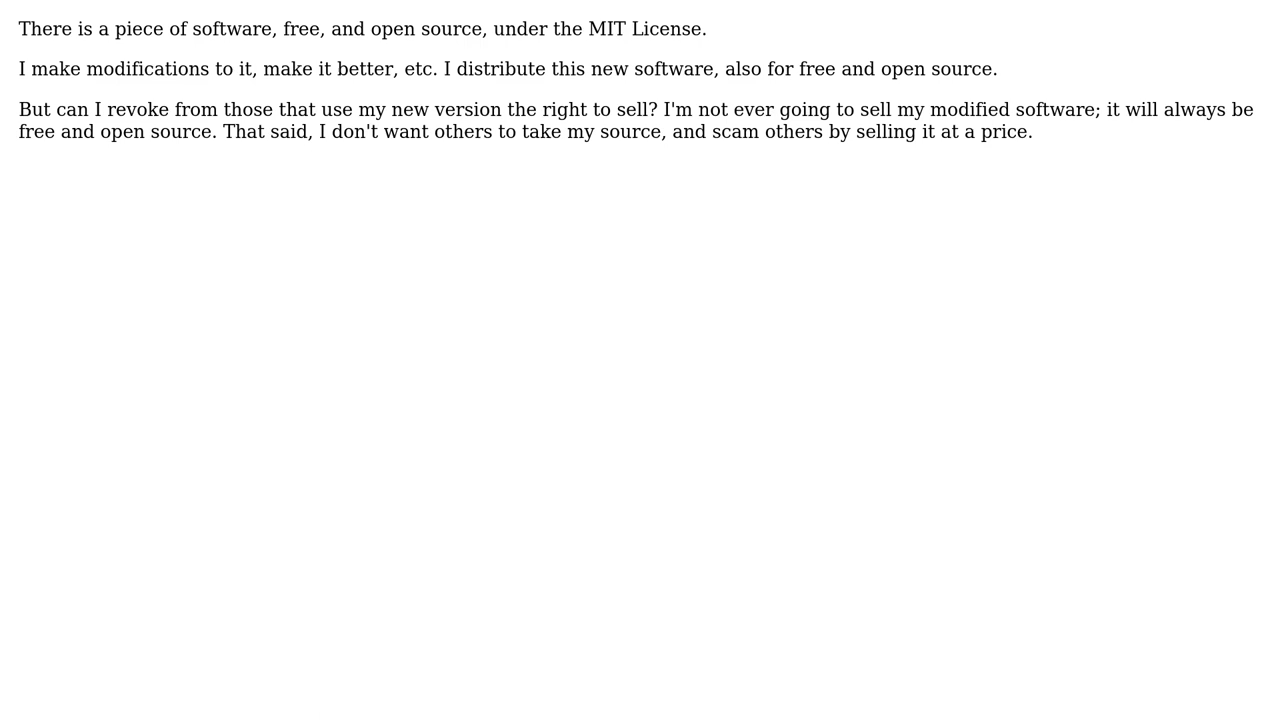 There is a piece of software, free, and open source, under the MIT License.
I make modifications to it, make it better, etc. I distribute this new software, also for free and open source.
But can I revoke from those that use my new version the right to sell? I'm not ever going to sell my modified software; it will always be
free and open source. That said, I don't want others to take my source, and scam others by selling it at a price.